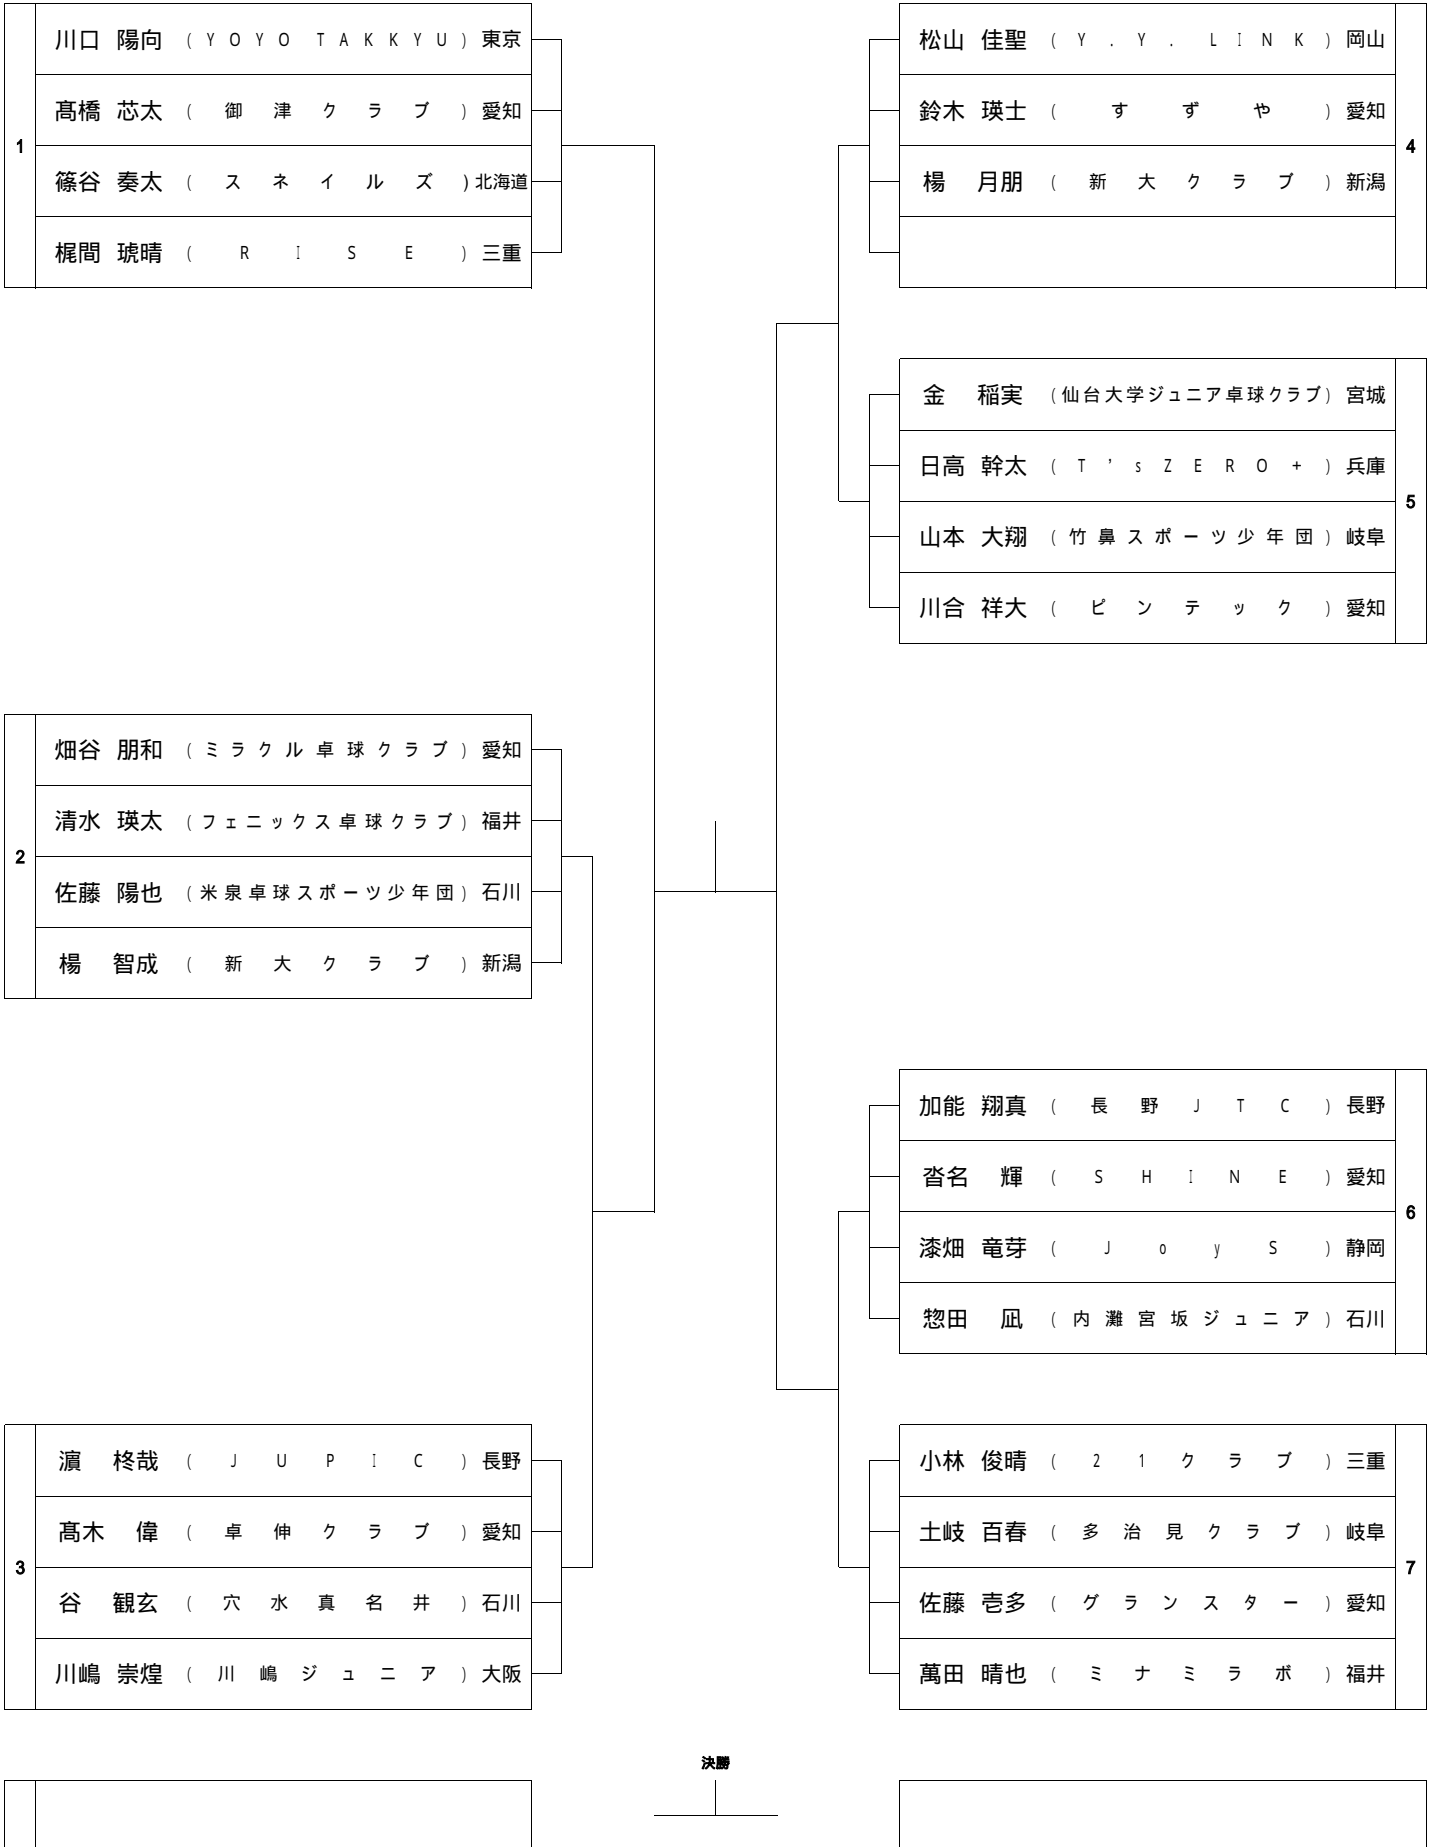 1
川口 陽向 (YOYO TAKKYU) 東京
髙橋 芯太 (御津クラブ) 愛知
篠谷 奏太 (スネイルズ) 北海道
梶間 琥晴 (RISE) 三重
2
畑谷 朋和 (ミラクル卓球クラブ) 愛知
清水 瑛太 (フェニックス卓球クラブ) 福井
佐藤 陽也 (米泉卓球スポーツ少年団) 石川
楊 智成 (新大クラブ) 新潟
3
濵 柊哉 (JUPIC) 長野
髙木 偉 (卓伸クラブ) 愛知
谷 観玄 (穴水真名井) 石川
川嶋 崇煌 (川嶋ジュニア) 大阪
4
松山 佳聖 (Y.Y. LINK) 岡山
鈴木 瑛士 (すずや) 愛知
楊 月朋 (新大クラブ) 新潟
5
金 稲実 (仙台大学ジュニア卓球クラブ) 宮城
日高 幹太 (T'sZERO+) 兵庫
山本 大翔 (竹鼻スポーツ少年団) 岐阜
川合 祥大 (ピンテック) 愛知
6
加能 翔真 (長野JTC) 長野
沓名 輝 (SHINE) 愛知
漆畑 竜芽 (JoyS) 静岡
惣田 凪 (内灘宮坂ジュニア) 石川
7
小林 俊晴 (21クラブ) 三重
土岐 百春 (多治見クラブ) 岐阜
佐藤 壱多 (グランスター) 愛知
萬田 晴也 (ミナミラボ) 福井
決勝